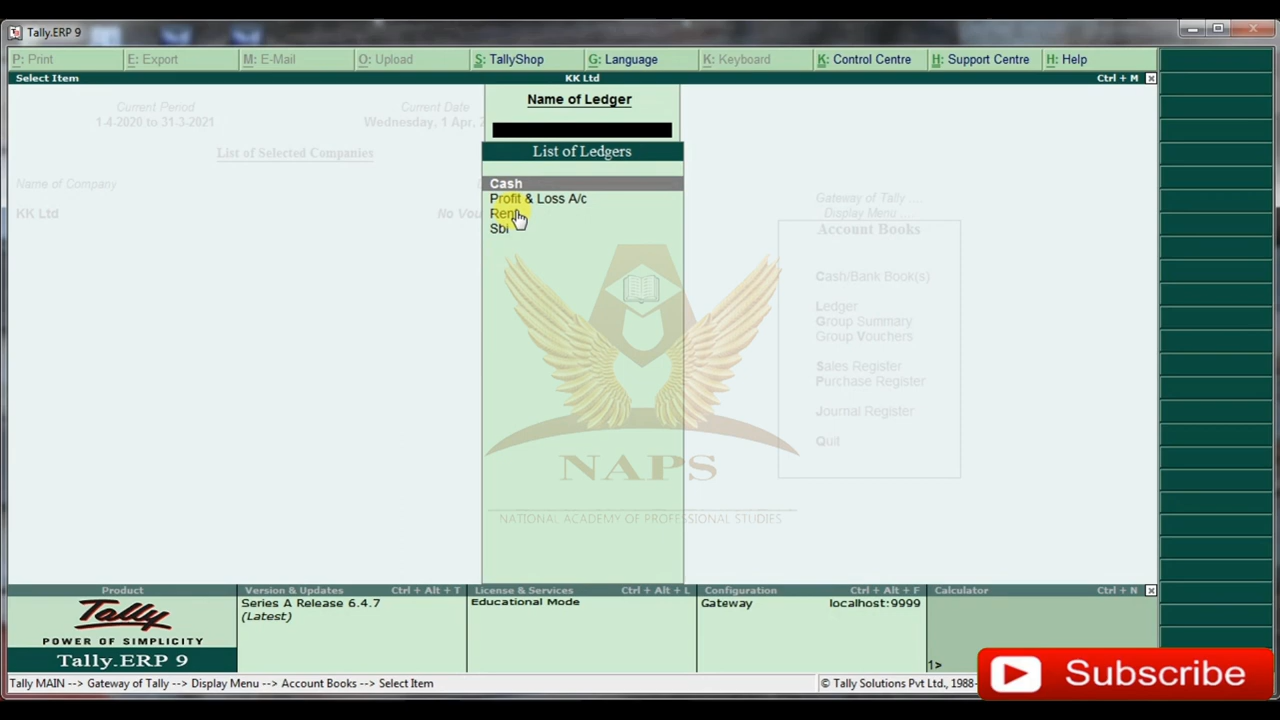 Tally.ERP 9
P: Print
E: Export
M: E-Mail
O: Upload
S: TallyShop
G: Language
K: Keyboard
K: Control Centre
H: Support Centre
H: Help
Select Item
KK Ltd
Ctrl + M
Current Period
1-4-2020 to 31-3-2021
Current Date
Wednesday, 1 Apr, 2
List of Selected Companies
Name of Company
KK Ltd
No Vou
Name of Ledger
List of Ledgers
Cash
Profit & Loss A/c
Rent
Sbi
Gateway of Tally ....
Display Menu ...
Account Books
Cash/Bank Book(s)
Ledger
Group Summary
Group Vouchers
Sales Register
Purchase Register
Journal Register
Quit
NAPS
NATIONAL ACADEMY OF PROFESSIONAL STUDIES
Product
Tally
POWER OF SIMPLICITY
Tally.ERP 9
Version & Updates
Ctrl + Alt + T
Series A Release 6.4.7
(Latest)
License & Services
Ctrl + Alt + L
Educational Mode
Configuration
Ctrl + Alt + F
Gateway
localhost:9999
Calculator
Ctrl + N
1>
Tally MAIN --> Gateway of Tally --> Display Menu --> Account Books --> Select Item
© Tally Solutions Pvt Ltd., 1988-
Subscribe